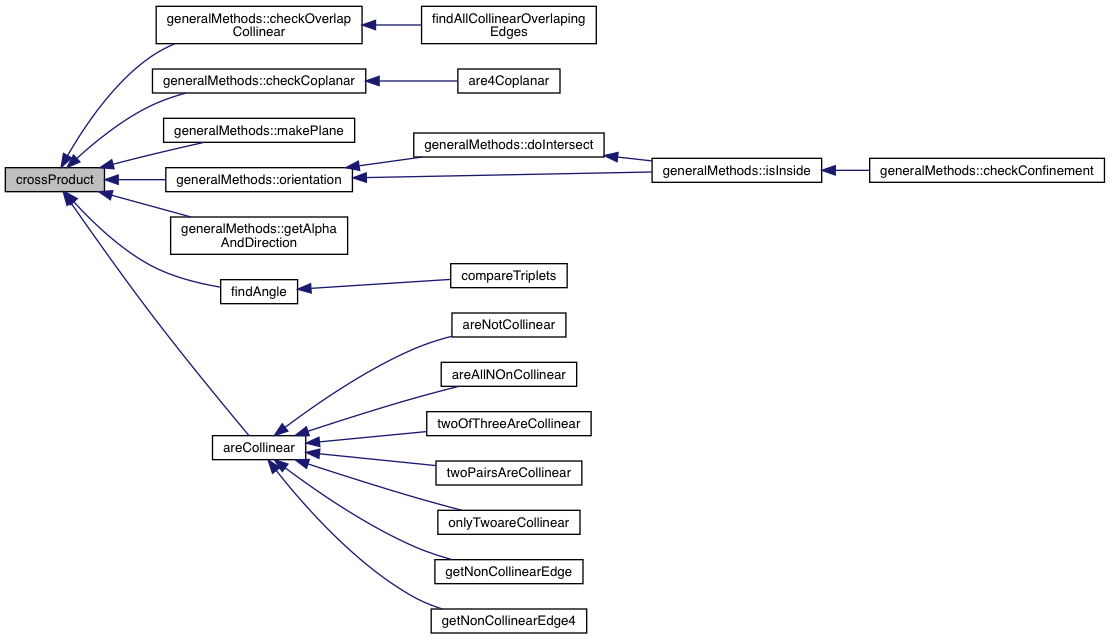 generalMethods::checkOverlap
Collinear
findAllCollinearOverlaping
Edges
generalMethods::checkCoplanar
are4Coplanar
generalMethods::makePlane
generalMethods::doIntersect
crossProduct
generalMethods::orientation
generalMethods::isInside
generalMethods::checkConfinement
generalMethods::getAlpha
AndDirection
findAngle
compareTriplets
areNotCollinear
areAllNOnCollinear
twoOfThreeAreCollinear
areCollinear
twoPairsAreCollinear
onlyTwoareCollinear
getNonCollinearEdge
getNonCollinearEdge4